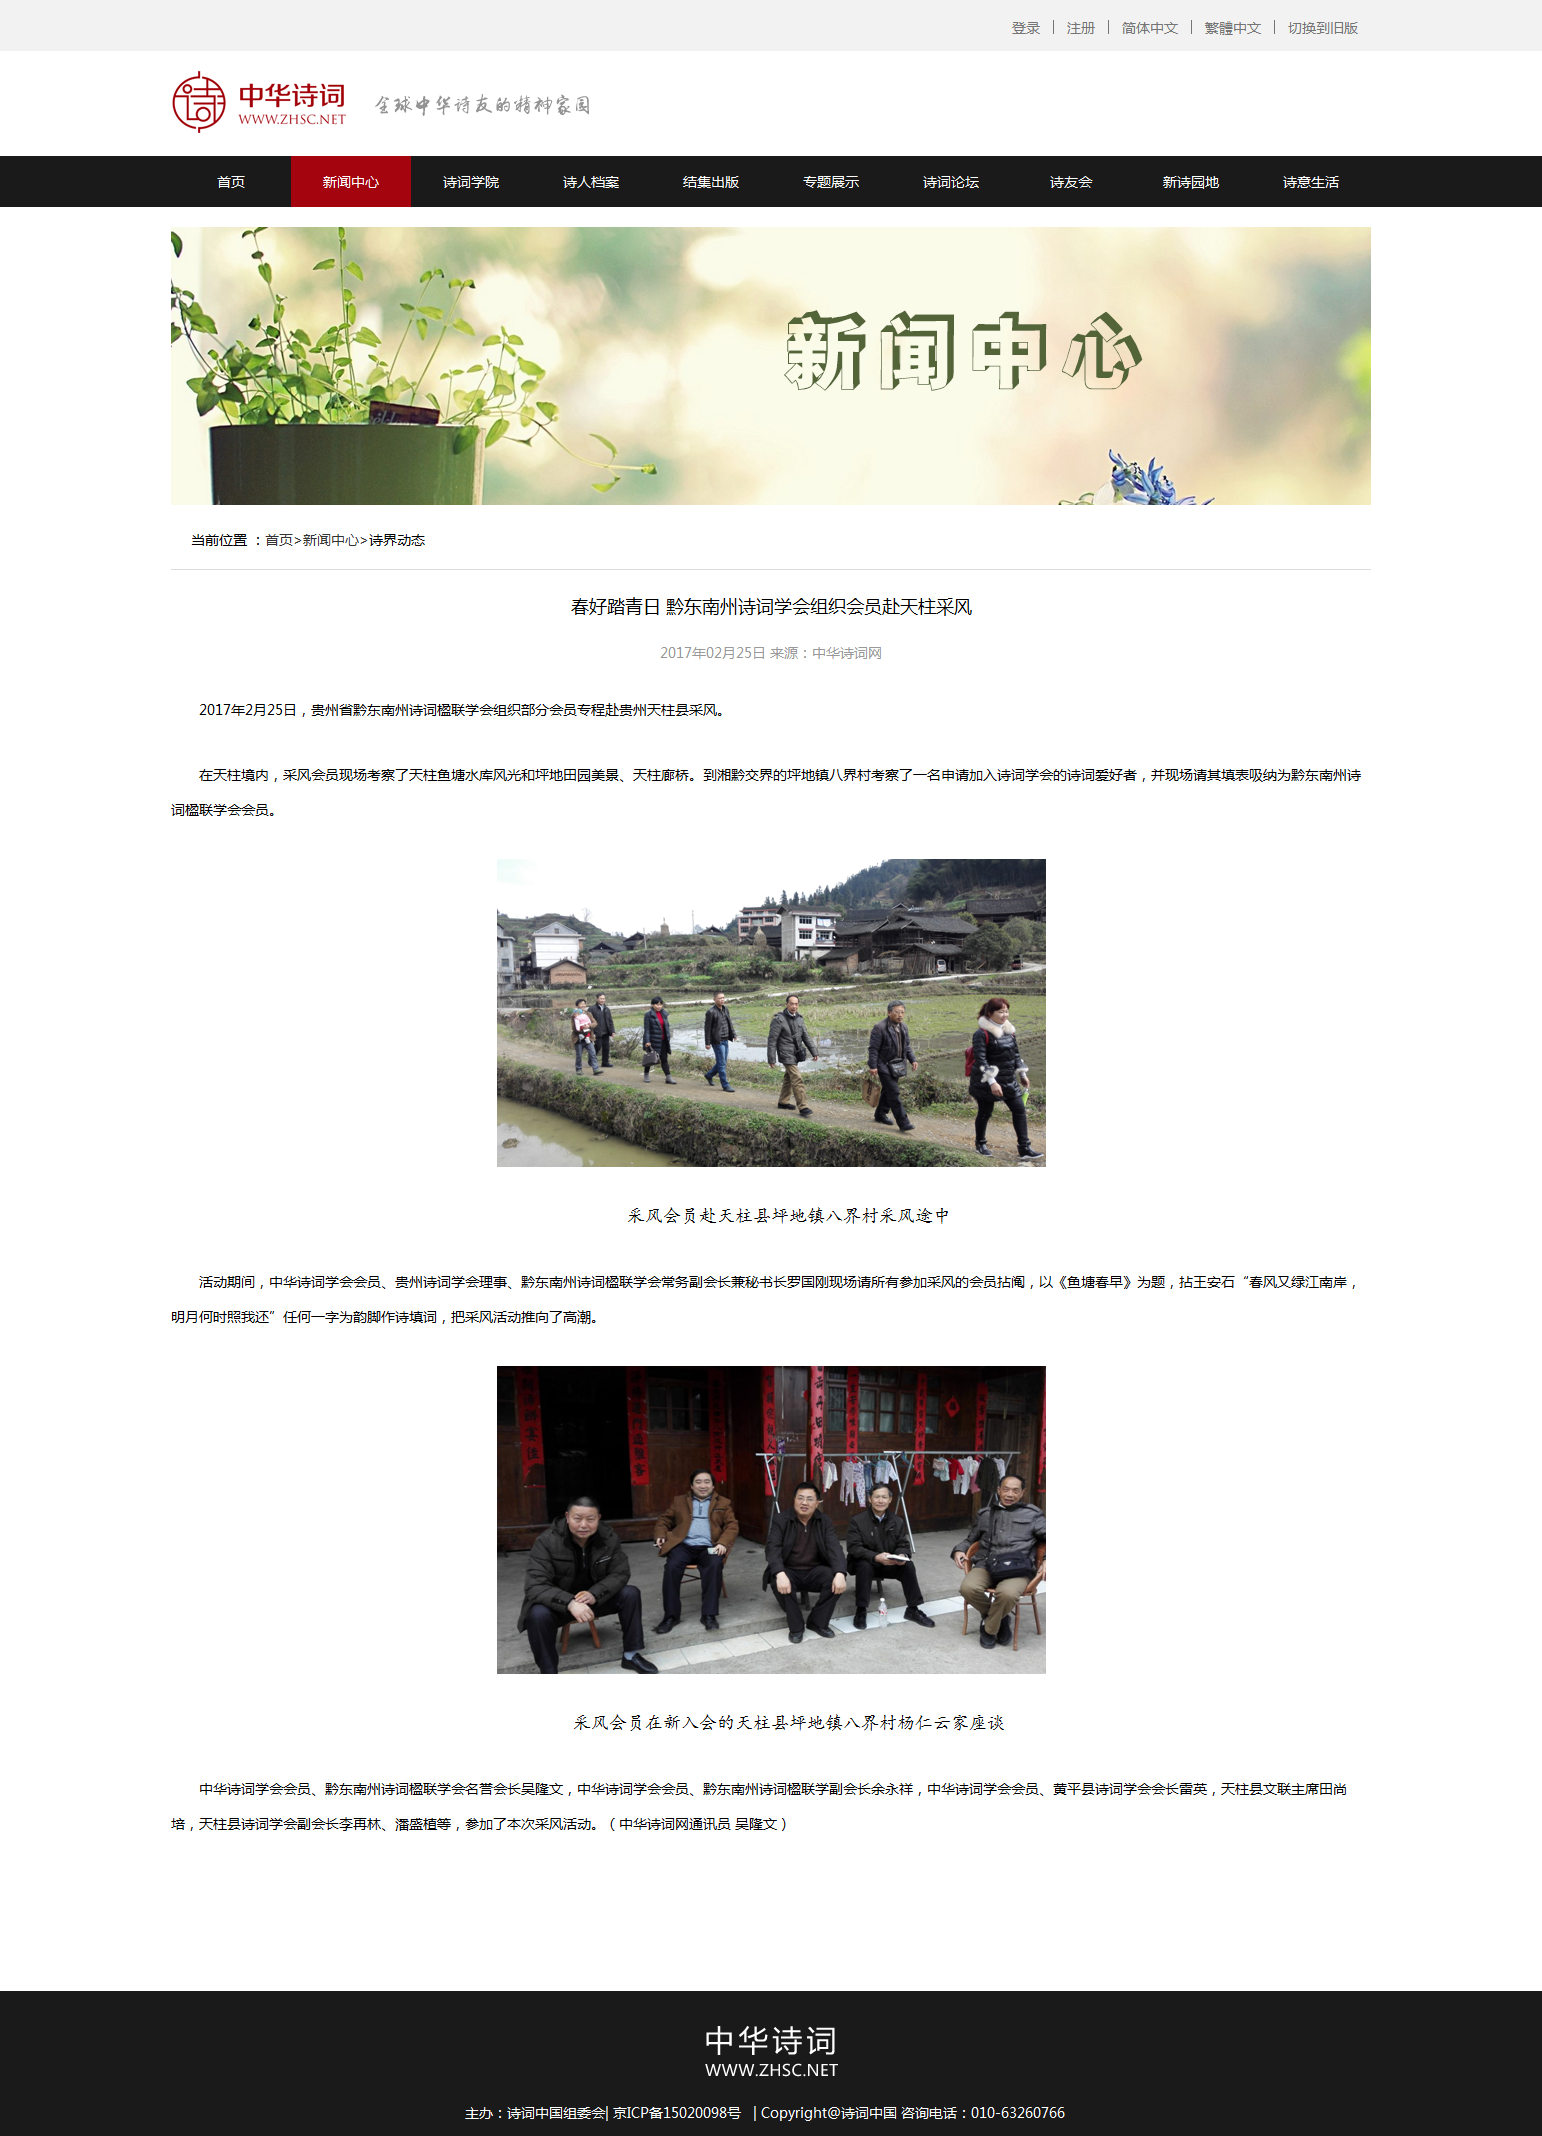 登录 | 注册 | 简体中文 | 繁體中文 | 切换到旧版
中华诗词
WWW.ZHSC.NET
全球中华诗友的精神家园
首页 新闻中心 诗词学院 诗人档案 结集出版 专题展示 诗词论坛 诗友会 新诗园地 诗意生活
新闻中心
当前位置 ：首页>新闻中心>诗界动态
春好踏青日 黔东南州诗词学会组织会员赴天柱采风
2017年02月25日 来源：中华诗词网
2017年2月25日，贵州省黔东南州诗词楹联学会组织部分会员专程赴贵州天柱县采风。
在天柱境内，采风会员现场考察了天柱鱼塘水库风光和坪地田园美景、天柱廊桥。到湘黔交界的坪地镇八界村考察了一名申请加入诗词学会的诗词爱好者，并现场请其填表吸纳为黔东南州诗
词楹联学会会员。
采风会员赴天柱县坪地镇八界村采风途中
活动期间，中华诗词学会会员、贵州诗词学会理事、黔东南州诗词楹联学会常务副会长兼秘书长罗国刚现场请所有参加采风的会员拈阄，以《鱼塘春早》为题，拈王安石“春风又绿江南岸，
明月何时照我还”任何一字为韵脚作诗填词，把采风活动推向了高潮。
采风会员在新入会的天柱县坪地镇八界村杨仁云家座谈
中华诗词学会会员、黔东南州诗词楹联学会名誉会长吴隆文，中华诗词学会会员、黔东南州诗词楹联学副会长余永祥，中华诗词学会会员、黄平县诗词学会会长雷英，天柱县文联主席田尚
培，天柱县诗词学会副会长李再林、潘盛植等，参加了本次采风活动。（中华诗词网通讯员 吴隆文）
中华诗词
WWW.ZHSC.NET
主办：诗词中国组委会| 京ICP备15020098号 | Copyright@诗词中国 咨询电话：010-63260766